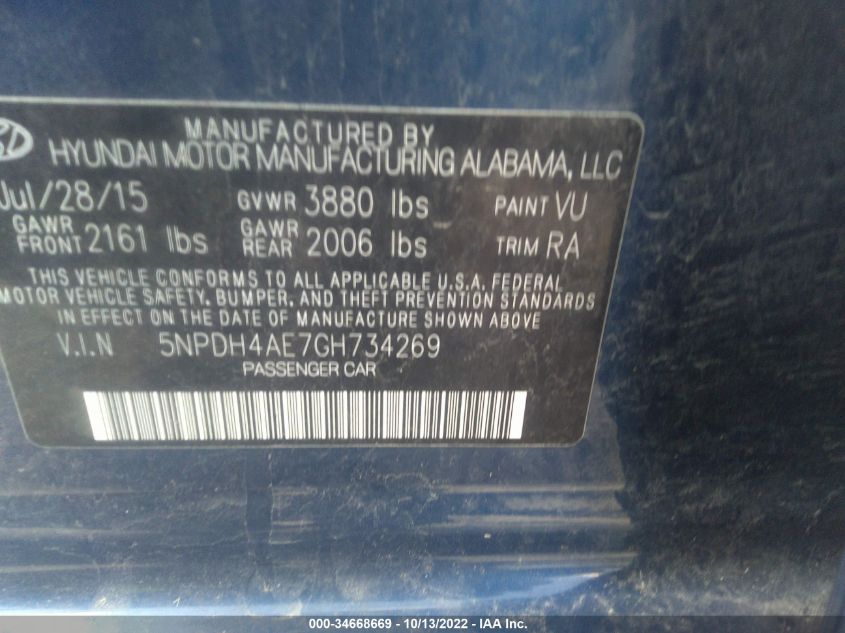 MANUFACTURED BY
HYUNDAI MOTOR MANUFACTURING ALABAMA, LLC
Jul/28/15 GVWR 3880 lbs PAINT VU
GAWR FRONT 2161 lbs GAWR REAR 2006 lbs TRIM RA
THIS VEHICLE CONFORMS TO ALL APPLICABLE U.S.A. FEDERAL
MOTOR VEHICLE SAFETY, BUMPER, AND THEFT PREVENTION STANDARDS
IN EFFECT ON THE DATE OF MANUFACTURE SHOWN ABOVE
V.I.N 5NPDH4AE7GH734269
PASSENGER CAR
000-34668669 - 10/13/2022 - IAA Inc.